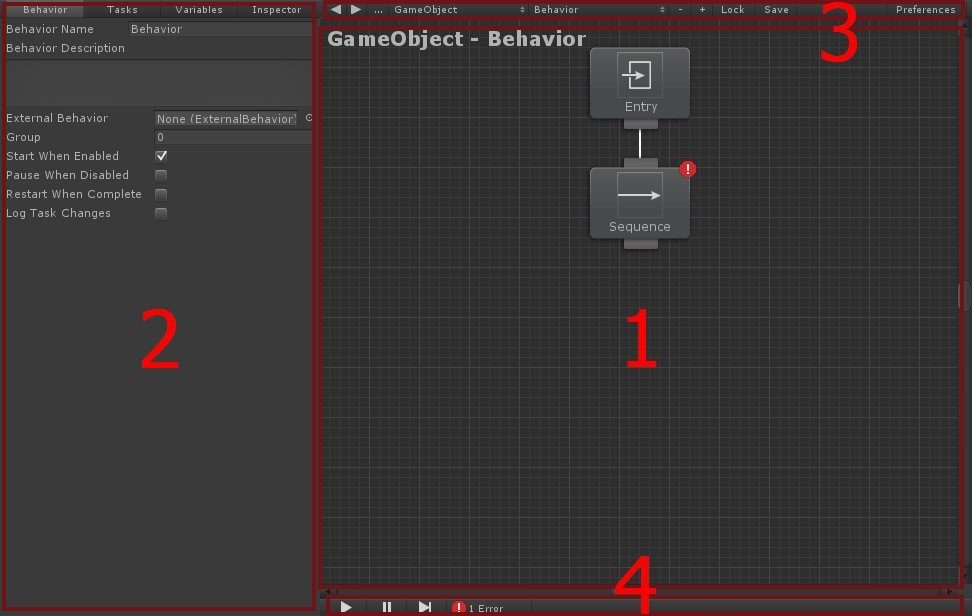 Behavior Tasks Variables Inspector
Behavior Name Behavior
Behavior Description
External Behavior None (ExternalBehavior)
Group 0
Start When Enabled
Pause When Disabled
Restart When Complete
Log Task Changes
2
... GameObject Behavior - + Lock Save Preferences
3
GameObject - Behavior
Entry
!
Sequence
1
4
! 1 Error